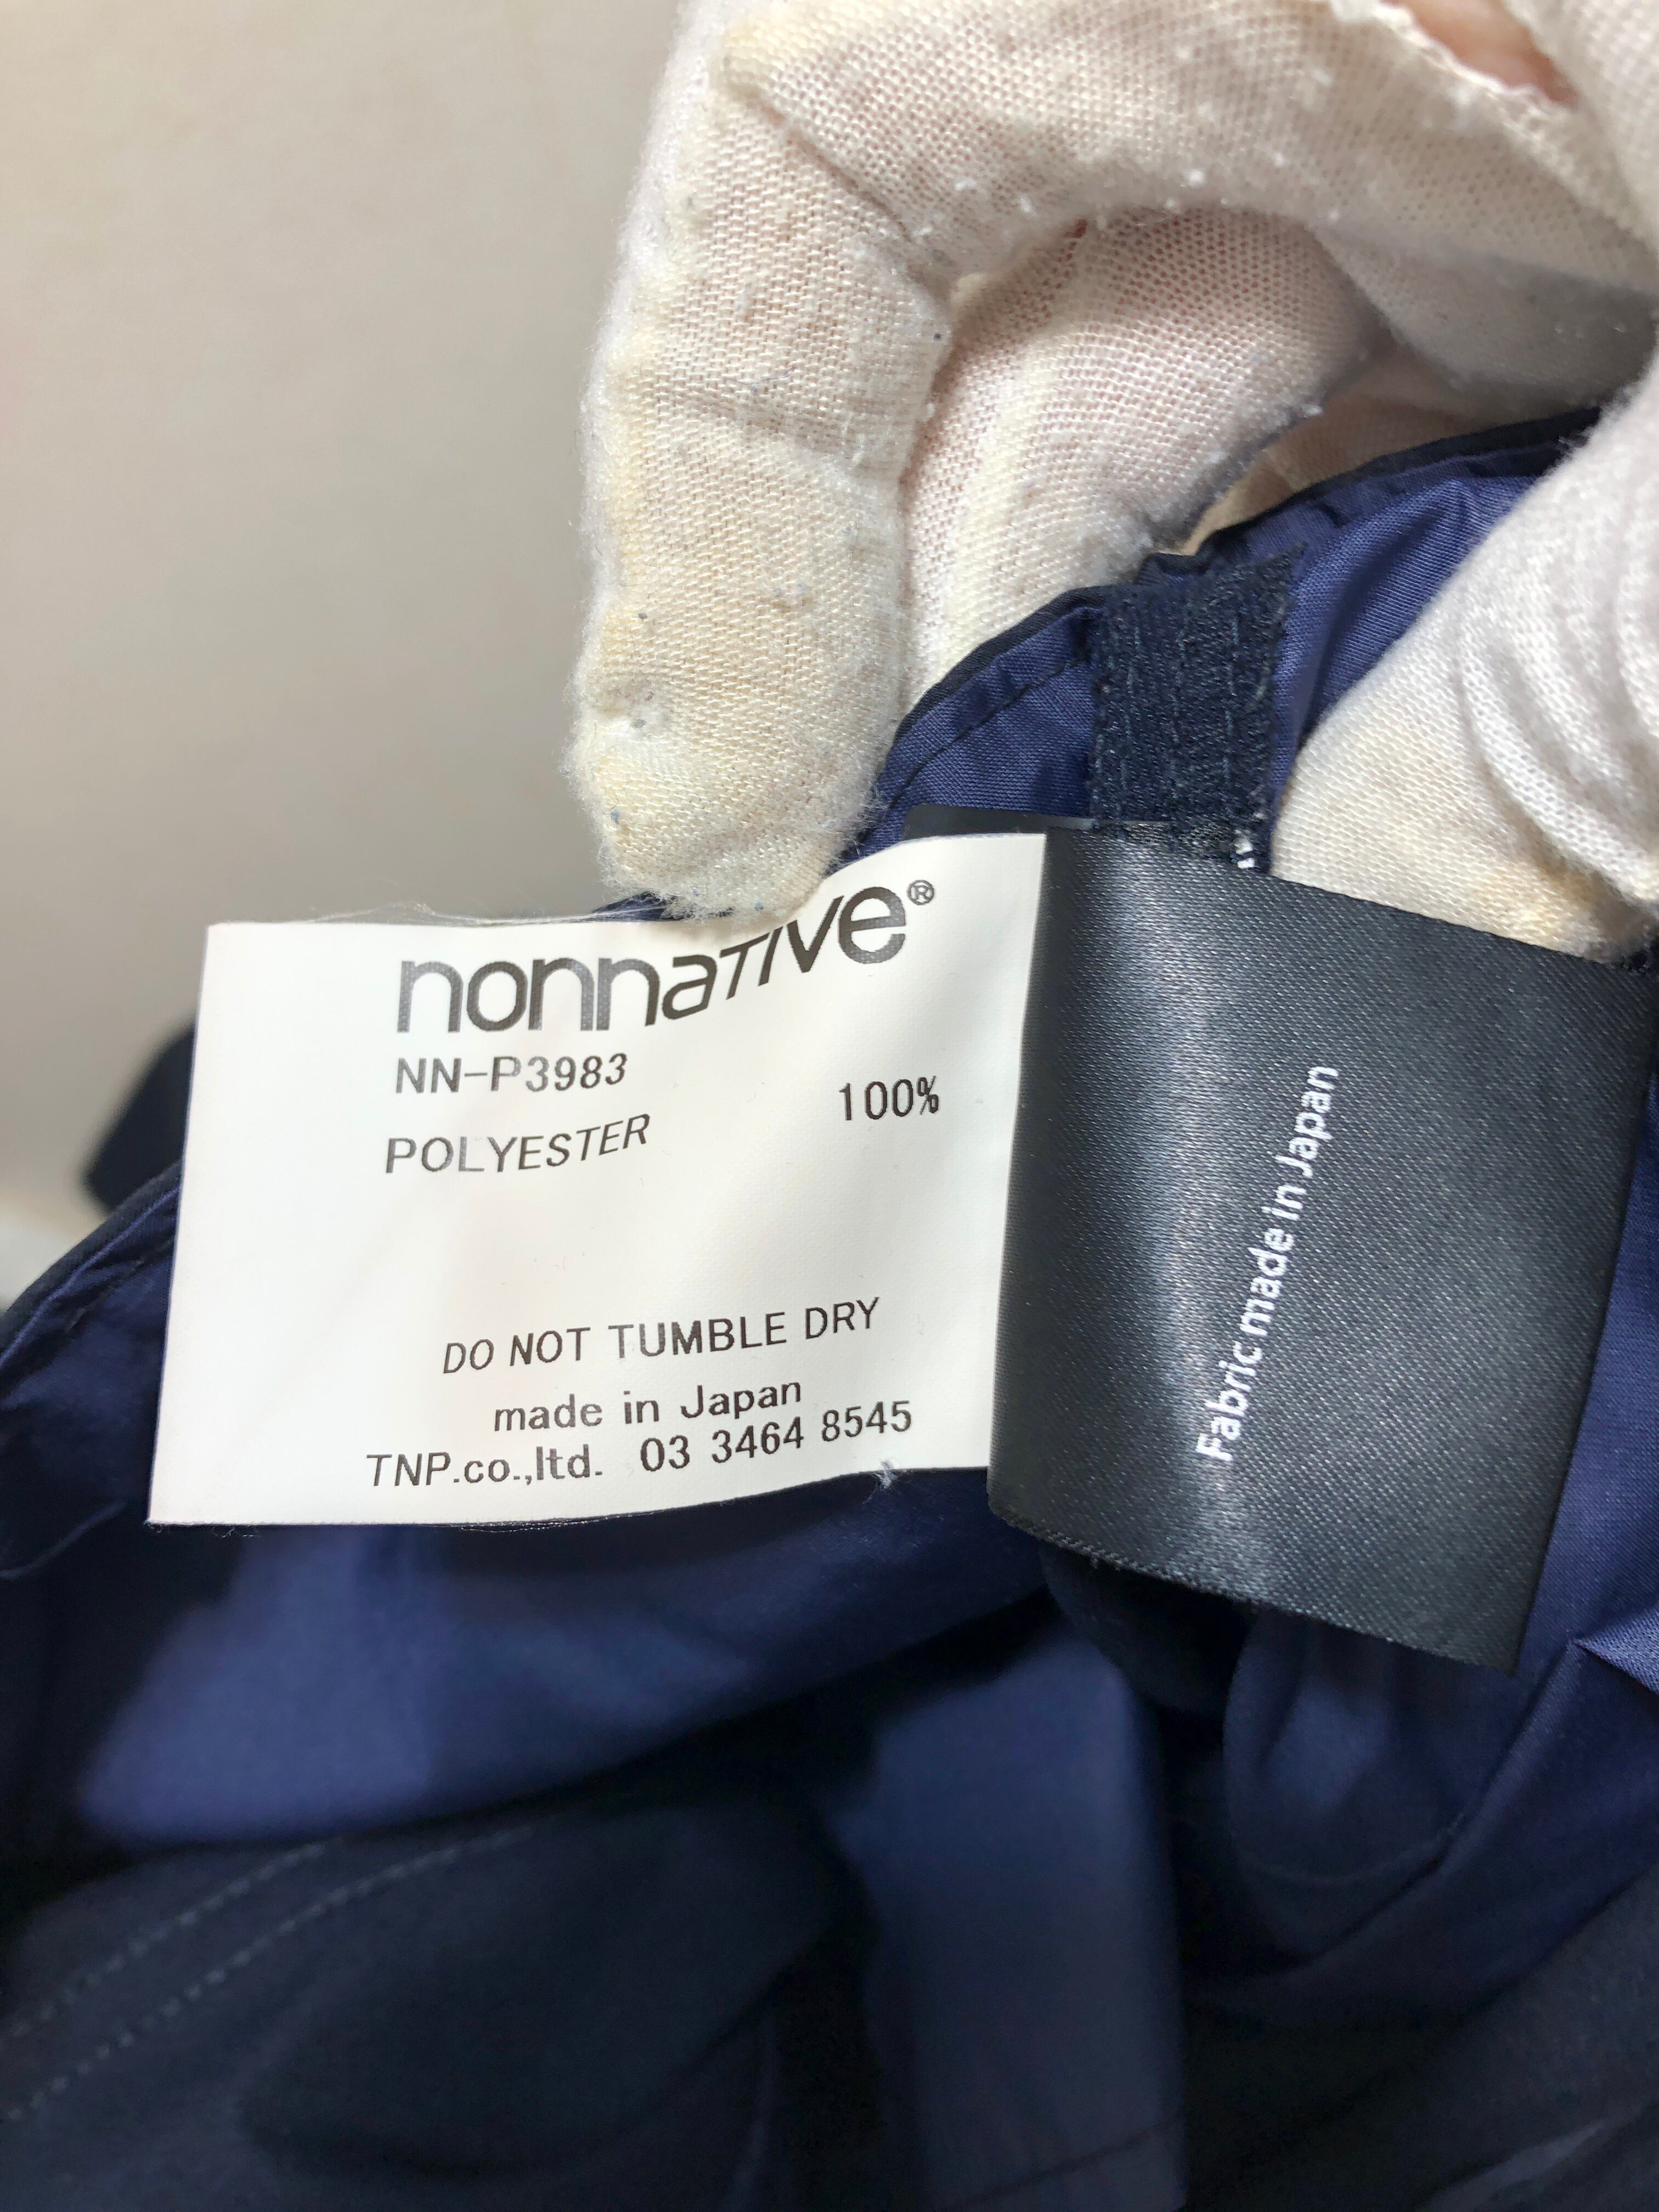 nonnative®
NN-P3983
POLYESTER 100%
DO NOT TUMBLE DRY
made in Japan
TNP.co.,ltd. 03 3464 8545
Fabric made in Japan